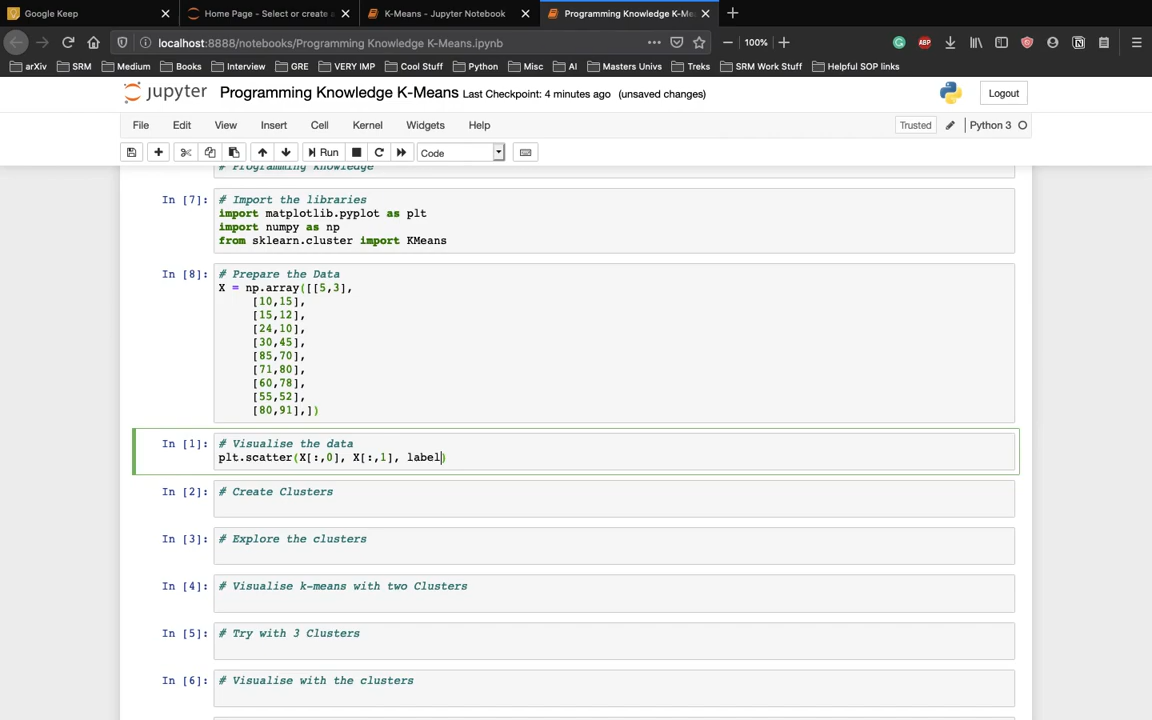 Google Keep
Home Page - Select or create a
K-Means - Jupyter Notebook
Programming Knowledge K-Me
localhost:8888/notebooks/Programming Knowledge K-Means.ipynb
100%
ABP
arXiv SRM Medium Books Interview GRE VERY IMP Cool Stuff Python Misc AI Masters Univs Treks SRM Work Stuff Helpful SOP links
jupyter Programming Knowledge K-Means Last Checkpoint: 4 minutes ago (unsaved changes) Logout
File Edit View Insert Cell Kernel Widgets Help Trusted Python 3
Run Code
# Programming Knowledge
In [7]: # Import the libraries
import matplotlib.pyplot as plt
import numpy as np
from sklearn.cluster import KMeans
In [8]: # Prepare the Data
X = np.array([[5,3],
[10,15],
[15,12],
[24,10],
[30,45],
[85,70],
[71,80],
[60,78],
[55,52],
[80,91],])
In [1]: # Visualise the data
plt.scatter(X[:,0], X[:,1], label)
In [2]: # Create Clusters
In [3]: # Explore the clusters
In [4]: # Visualise k-means with two Clusters
In [5]: # Try with 3 Clusters
In [6]: # Visualise with the clusters